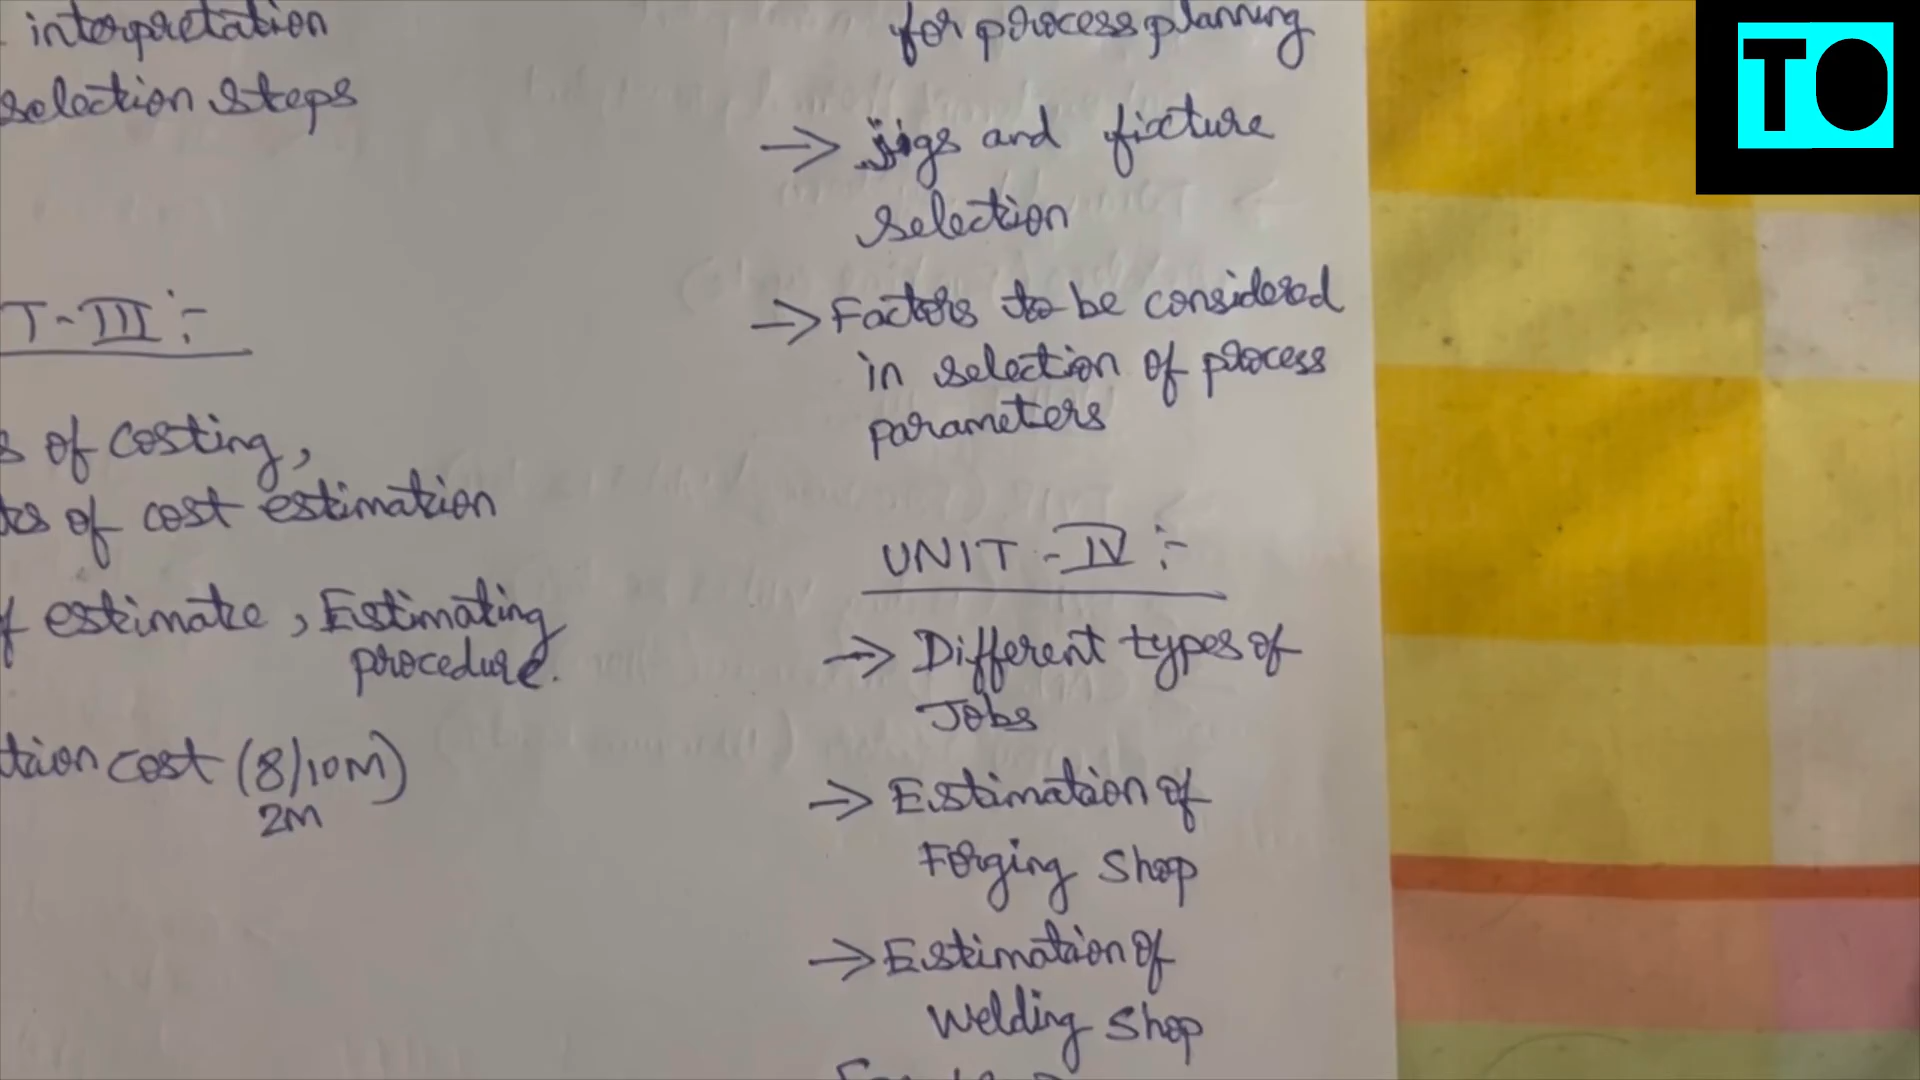 interpretation
selection steps
T-III :-
s of costing,
ts of cost estimation
f estimate, Estimating
procedure.
tion cost (8/10M)
2M
for process planning
→ jigs and fixture
selection
→ Factors to be considered
in selection of process
parameters
UNIT - IV :-
→ Different types of
Jobs
→ Estimation of
Forging shop
→ Estimation of
Welding shop
TO